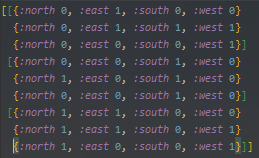 [[{:north 0, :east 1, :south 0, :west 0}
{:north 0, :east 1, :south 1, :west 1}
{:north 0, :east 0, :south 0, :west 1}]
[{:north 0, :east 0, :south 1, :west 0}
{:north 1, :east 0, :south 1, :west 0}
{:north 0, :east 0, :south 1, :west 0}]
[{:north 1, :east 1, :south 0, :west 0}
{:north 1, :east 1, :south 0, :west 1}
{:north 1, :east 0, :south 0, :west 1}]]